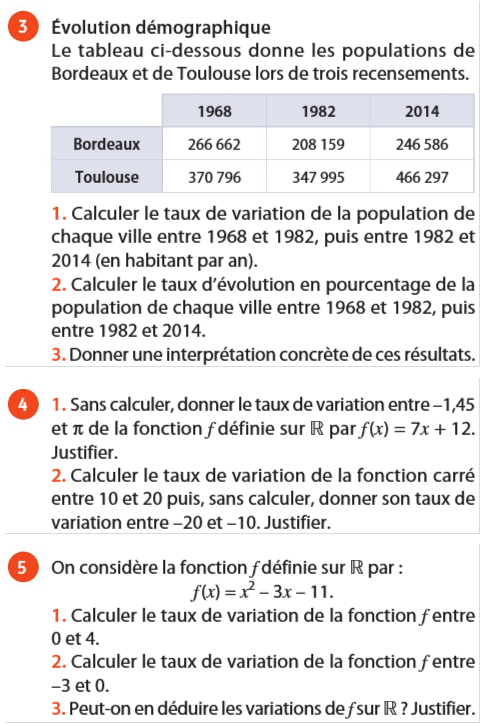 3 Évolution démographique
Le tableau ci-dessous donne les populations de
Bordeaux et de Toulouse lors de trois recensements.
1968 1982 2014
Bordeaux 266 662 208 159 246 586
Toulouse 370 796 347 995 466 297
1. Calculer le taux de variation de la population de
chaque ville entre 1968 et 1982, puis entre 1982 et
2014 (en habitant par an).
2. Calculer le taux d'évolution en pourcentage de la
population de chaque ville entre 1968 et 1982, puis
entre 1982 et 2014.
3. Donner une interprétation concrète de ces résultats.
4 1. Sans calculer, donner le taux de variation entre –1,45
et π de la fonction f définie sur ℝ par f(x) = 7x + 12.
Justifier.
2. Calculer le taux de variation de la fonction carré
entre 10 et 20 puis, sans calculer, donner son taux de
variation entre –20 et –10. Justifier.
5 On considère la fonction f définie sur ℝ par :
f(x) = x² – 3x – 11.
1. Calculer le taux de variation de la fonction f entre
0 et 4.
2. Calculer le taux de variation de la fonction f entre
–3 et 0.
3. Peut-on en déduire les variations de f sur ℝ ? Justifier.